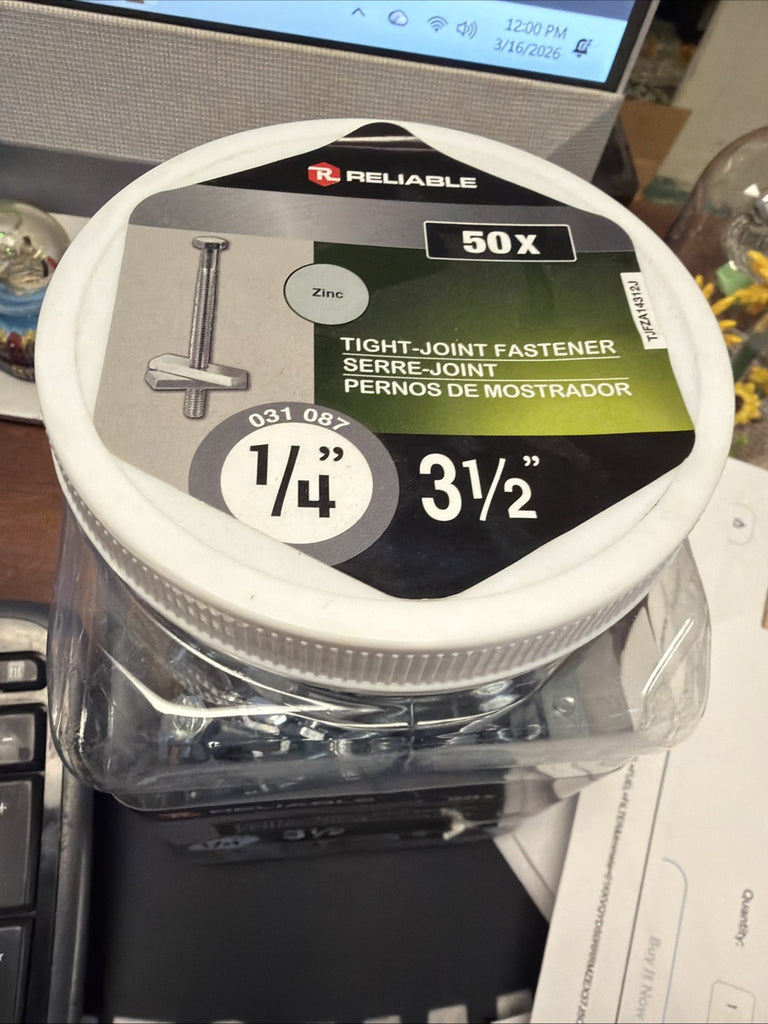 12:00 PM
3/16/2026
R RELIABLE
50X
Zinc
TJFZA14312J
TIGHT-JOINT FASTENER
SERRE-JOINT
PERNOS DE MOSTRADOR
031 087
1/4”
3 1/2”
RELIABLE
Quantity:
Buy It Now